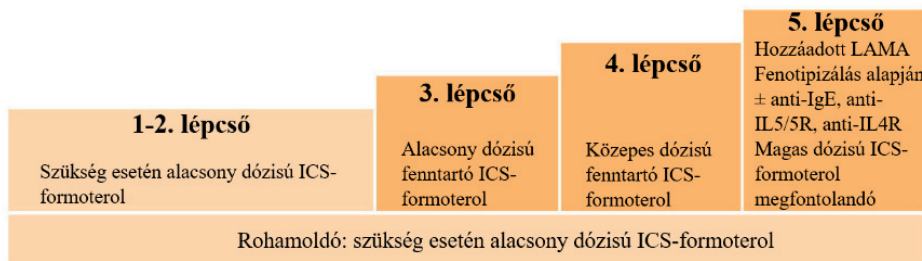 1-2. lépcső
Szükség esetén alacsony dózisú ICS-
formoterol
3. lépcső
Alacsony dózisú
fenntartó ICS-
formoterol
4. lépcső
Közepes dózisú
fenntartó ICS-
formoterol
5. lépcső
Hozzáadott LAMA
Fenotipizálás alapján
± anti-IgE, anti-
IL5/5R, anti-IL4R
Magas dózisú ICS-
formoterol
megfontolandó
Rohamoldó: szükség esetén alacsony dózisú ICS-formoterol